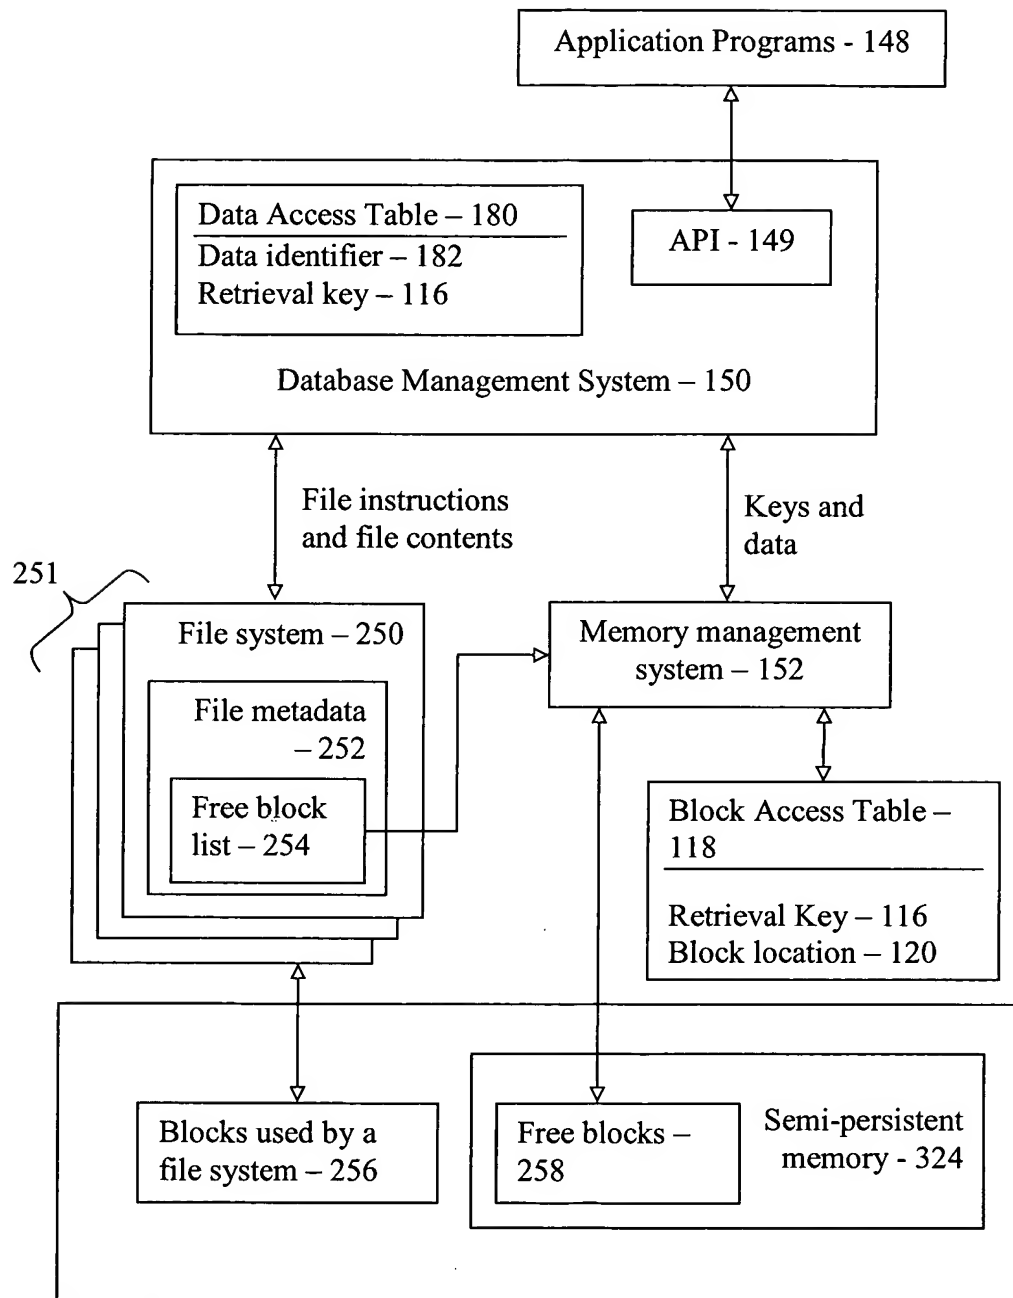 Application Programs - 148
Data Access Table – 180
Data identifier – 182
Retrieval key – 116
API - 149
Database Management System – 150
File instructions
and file contents
Keys and
data
251
File system – 250
File metadata
– 252
Free block
list – 254
Memory management
system – 152
Block Access Table –
118
Retrieval Key – 116
Block location – 120
Blocks used by a
file system – 256
Free blocks –
258
Semi-persistent
memory - 324